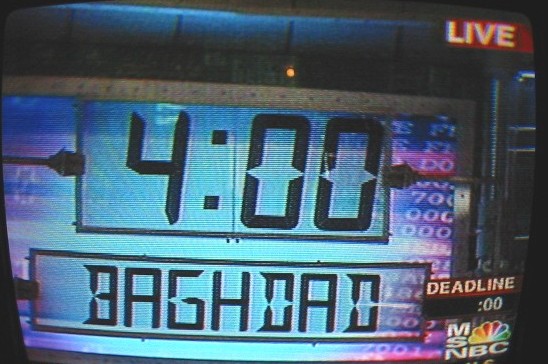 LIVE
4:00
BAGHDAD
DEADLINE
:00
MSNBC